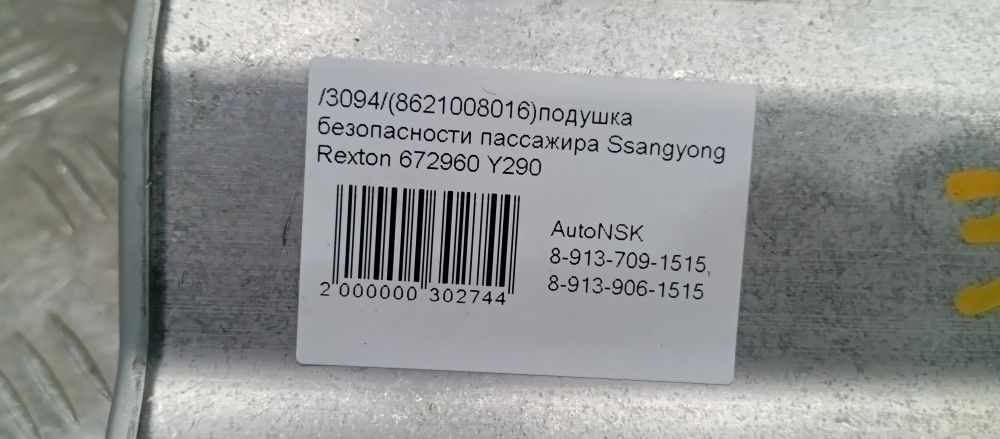 /3094/(8621008016)подушка
безопасности пассажира Ssangyong
Rexton 672960 Y290
AutoNSK
8-913-709-1515,
8-913-906-1515
2 000000 302744